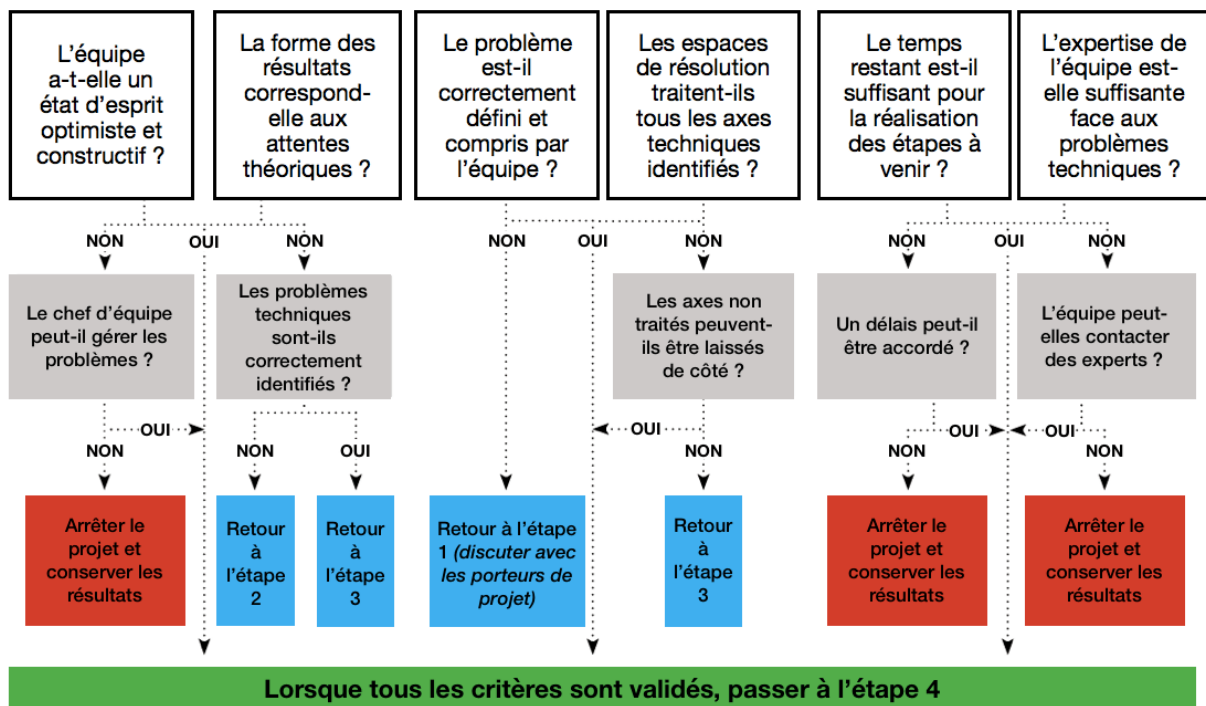 L'équipe
a-t-elle un
état d'esprit
optimiste et
constructif ?
La forme des
résultats
correspond-
elle aux
attentes
théoriques ?
Le problème
est-il
correctement
défini et
compris par
l'équipe ?
Les espaces
de résolution
traitent-ils
tous les axes
techniques
identifiés ?
Le temps
restant est-il
suffisant pour
la réalisation
des étapes à
venir ?
L'expertise de
l'équipe est-
elle suffisante
face aux
problèmes
techniques ?
NON
OUI
NON
NON
OUI
NON
NON
OUI
NON
Le chef d'équipe
peut-il gérer les
problèmes ?
Les problèmes
techniques
sont-ils
correctement
identifiés ?
Les axes non
traités peuvent-
ils être laissés
de côté ?
Un délais peut-il
être accordé ?
L'équipe peut-
elles contacter
des experts ?
OUI
NON
NON
OUI
OUI
NON
OUI
NON
OUI
NON
Arrêter le
projet et
conserver les
résultats
Retour
à
l'étape
2
Retour
à
l'étape
3
Retour à l'étape
1 (discuter avec
les porteurs de
projet)
Retour
à
l'étape
3
Arrêter le
projet et
conserver les
résultats
Arrêter le
projet et
conserver les
résultats
Lorsque tous les critères sont validés, passer à l'étape 4